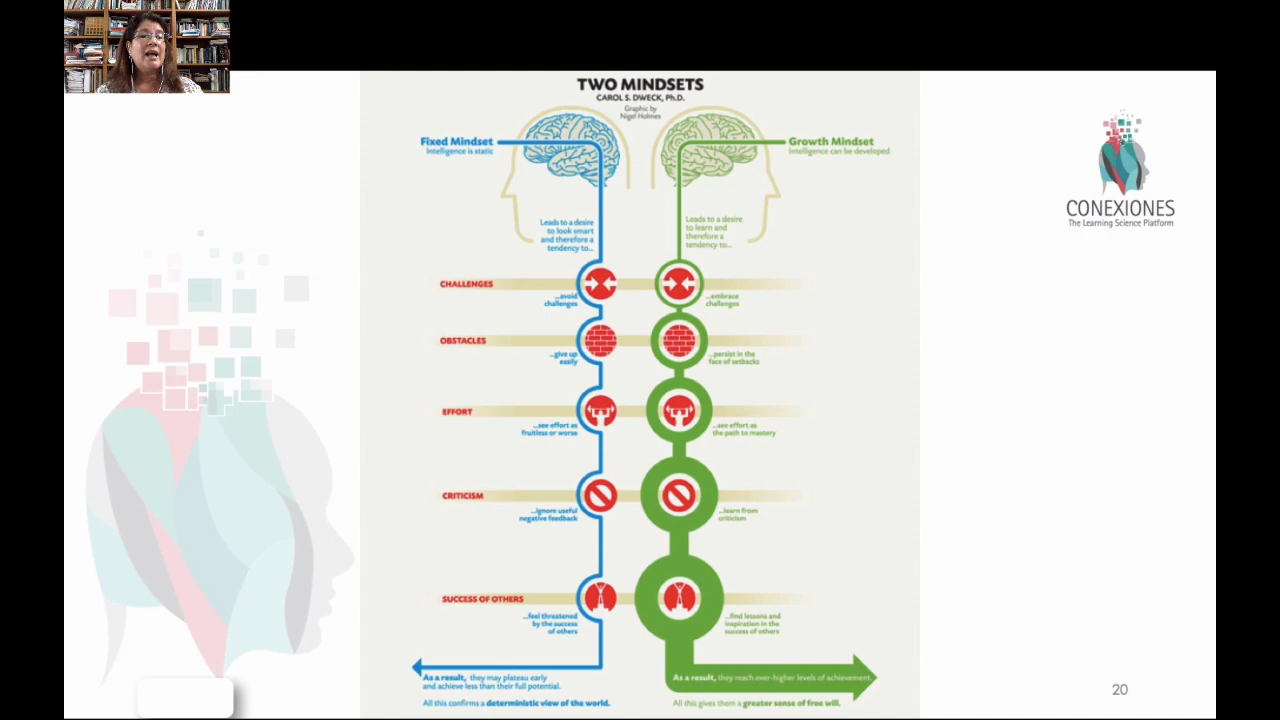 TWO MINDSETS
CAROL S. DWECK, Ph.D.
Graphic by
Nigel Holmes
Fixed Mindset
Intelligence is static
Growth Mindset
Intelligence can be developed
CONEXIONES
The Learning Science Platform
Leads to a desire
to look smart
and therefore a
tendency to...
Leads to a desire
to learn and
therefore a
tendency to...
CHALLENGES
...avoid
challenges
...embrace
challenges
OBSTACLES
...give up
easily
...persist in the
face of setbacks
EFFORT
...see effort as
fruitless or worse
...see effort as
the path to mastery
CRITICISM
...ignore useful
negative feedback
...learn from
criticism
SUCCESS OF OTHERS
...feel threatened
by the success
of others
...find lessons and
inspiration in the
success of others
As a result, they may plateau early
and achieve less than their full potential.
As a result, they reach ever-higher levels of achievement.
All this confirms a deterministic view of the world.
All this gives them a greater sense of free will.
20